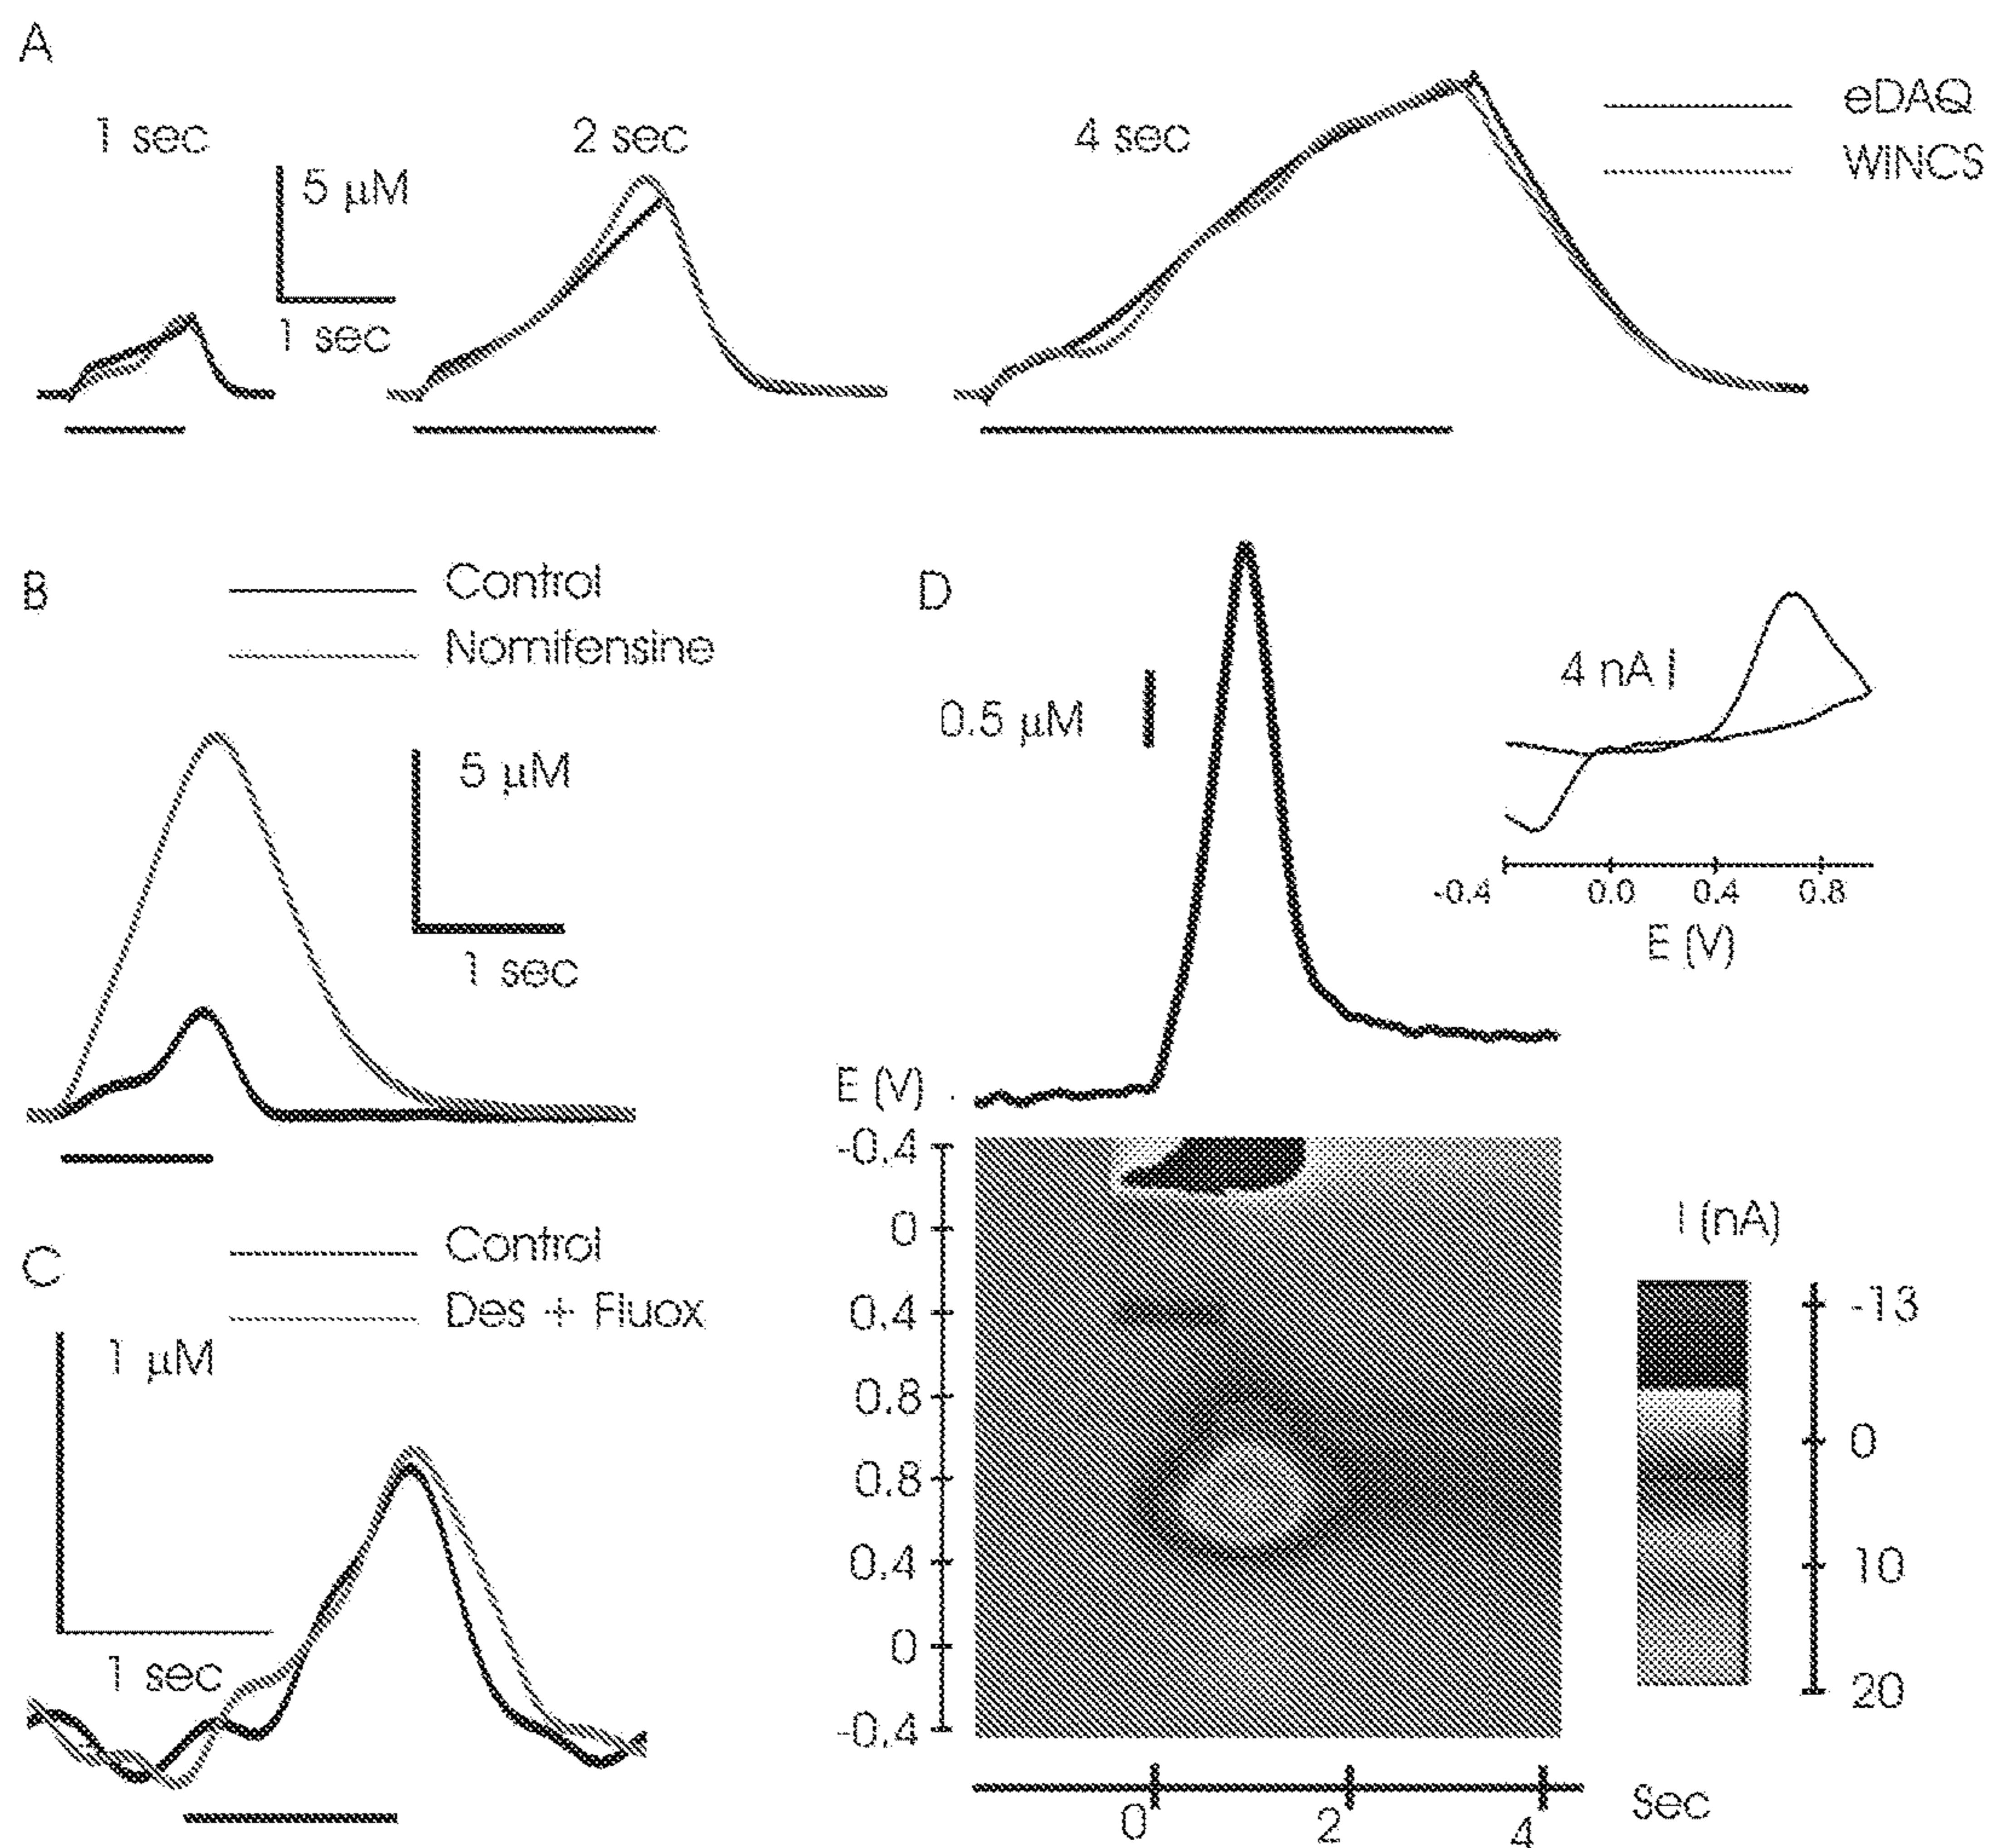 A
1 sec
5 μM
1 sec
2 sec
4 sec
eDAQ
WINCS
B
Control
Nomifensine
5 μM
1 sec
C
Control
Des + Fluox
1 μM
1 sec
D
0.5 μM
4 nA
-0.4 0.0 0.4 0.8
E (V)
E (V)
-0.4
0
0.4
0.8
0.8
0.4
0
-0.4
0 2 4 Sec
I (nA)
-13
0
10
20